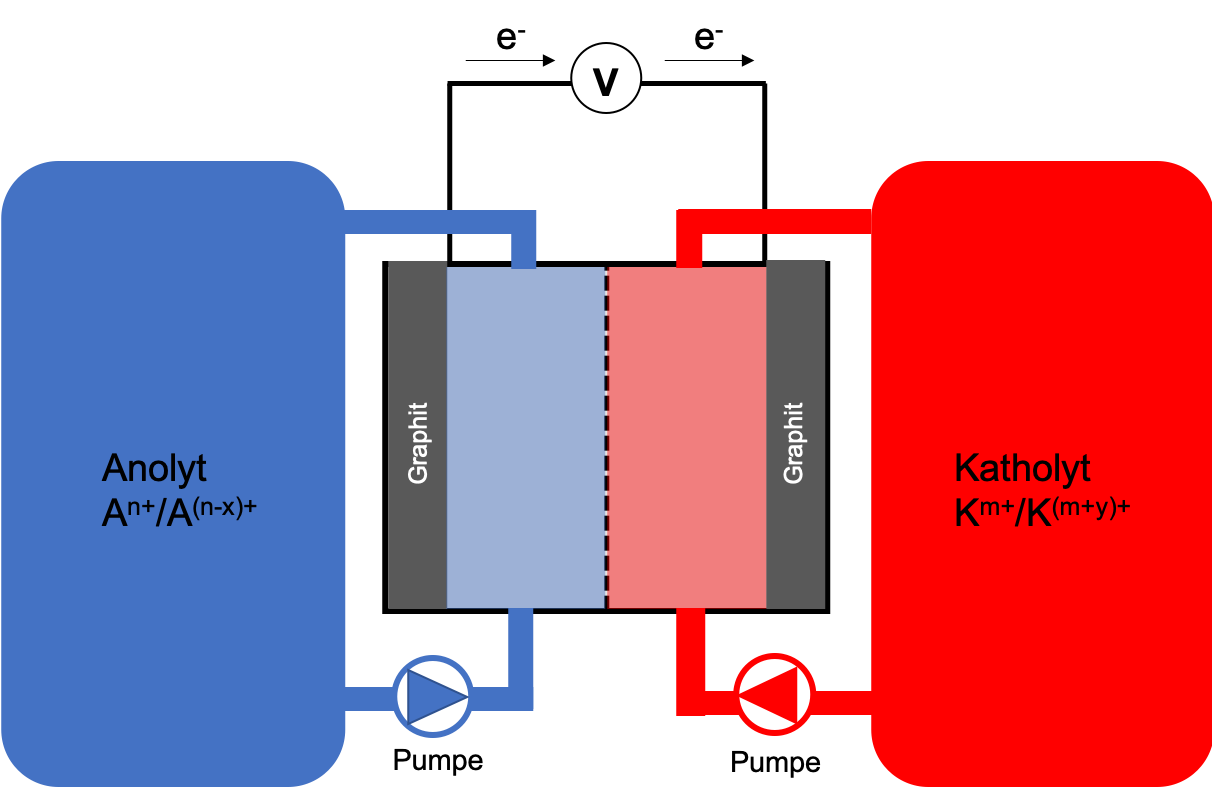 e⁻
e⁻
V
Graphit
Graphit
Anolyt
Aⁿ⁺/A⁽ⁿ⁻ˣ⁾⁺
Katholyt
Kᵐ⁺/K⁽ᵐ⁺ʸ⁾⁺
Pumpe
Pumpe